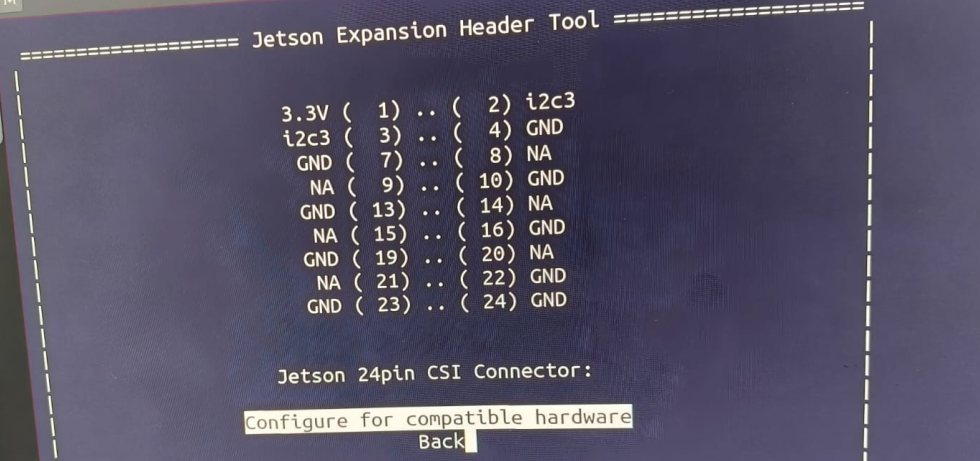 ================== Jetson Expansion Header Tool ===================
3.3V ( 1) .. ( 2) i2c3
i2c3 ( 3) .. ( 4) GND
GND ( 7) .. ( 8) NA
NA ( 9) .. ( 10) GND
GND ( 13) .. ( 14) NA
NA ( 15) .. ( 16) GND
GND ( 19) .. ( 20) NA
NA ( 21) .. ( 22) GND
GND ( 23) .. ( 24) GND
Jetson 24pin CSI Connector:
Configure for compatible hardware
Back